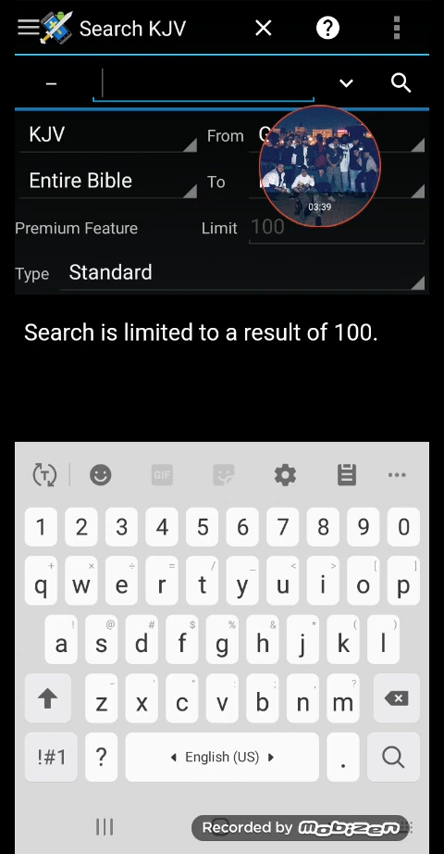 Search KJV
KJV From G
Entire Bible To
03:39
Premium Feature Limit 100
Type Standard
Search is limited to a result of 100.
T GIF
1 2 3 4 5 6 7 8 9 0
q w e r t y u i o p
a s d f g h j k l
z x c v b n m
!#1 ? English (US) .
Recorded by MOBIZEN